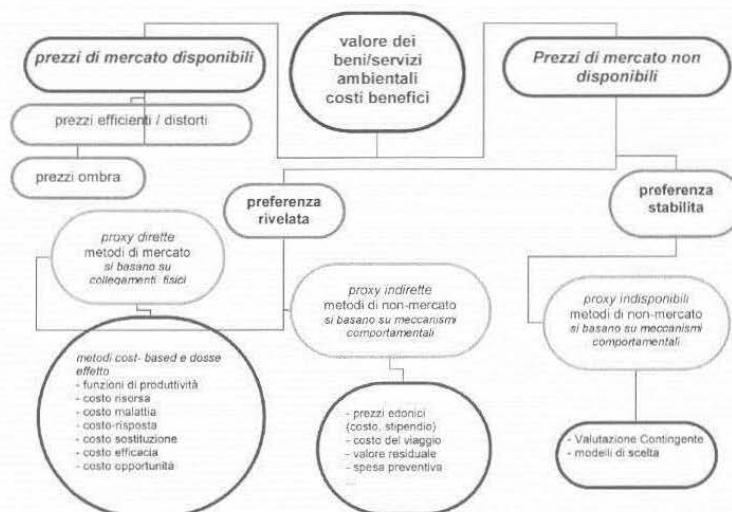 prezzi di mercato disponibili
valore dei
beni/servizi
ambientali
costi benefici
Prezzi di mercato non
disponibili
prezzi efficienti / distorti
prezzi ombra
preferenza
rivelata
preferenza
stabilita
proxy dirette
metodi di mercato
si basano su
collegamenti fisici
proxy indirette
metodi di non-mercato
si basano su meccanismi
comportamentali
proxy indisponibili
metodi di non-mercato
si basano su meccanismi
comportamentali
metodi cost- based e dosse
effetto
- funzioni di produttività
- costo risorsa
- costo malattia
- costo-risposta
- costo sostituzione
- costo efficacia
- costo opportunità
- prezzi edonici
(costo, stipendio)
- costo del viaggio
- valore residuale
- spesa preventiva
...
- Valutazione Contingente
- modelli di scelta